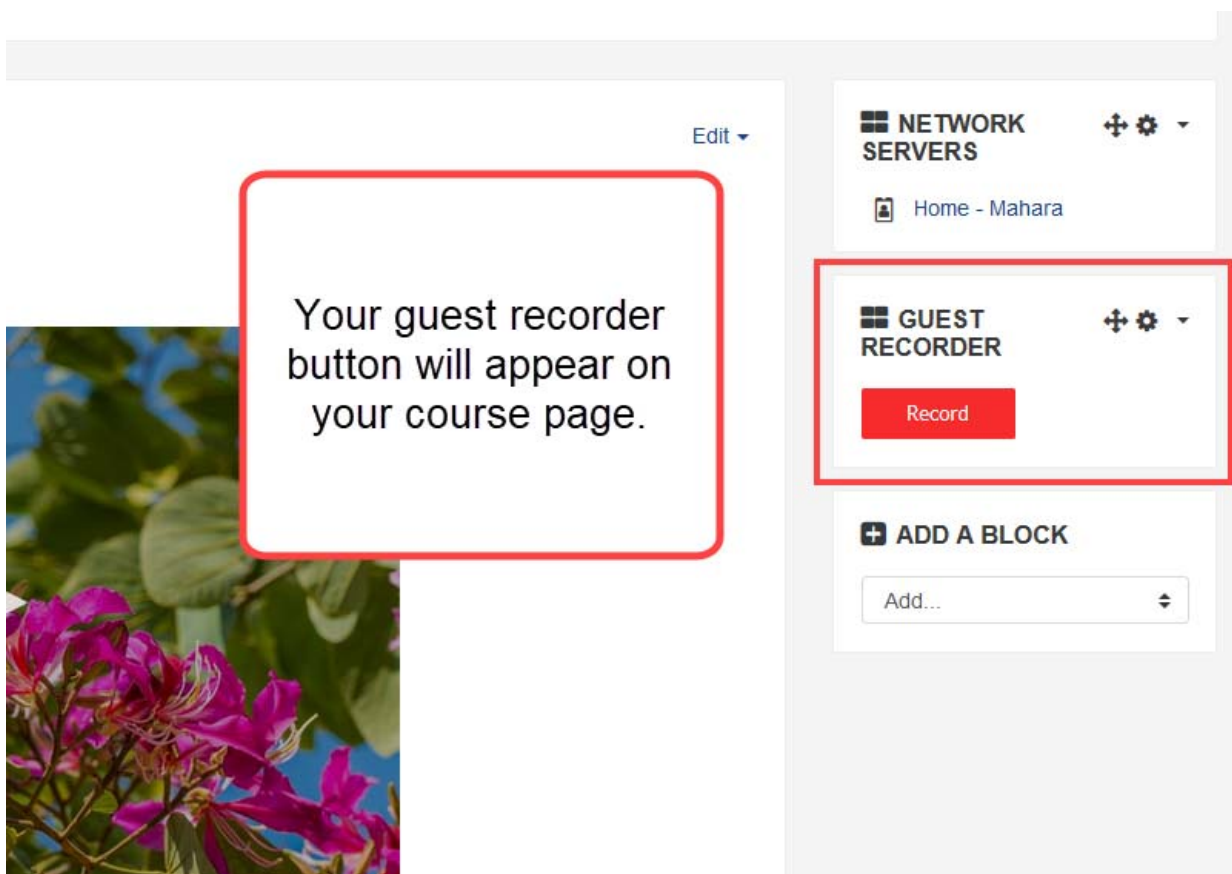 Edit
Your guest recorder
button will appear on
your course page.
NETWORK
SERVERS
Home - Mahara
GUEST
RECORDER
Record
ADD A BLOCK
Add...